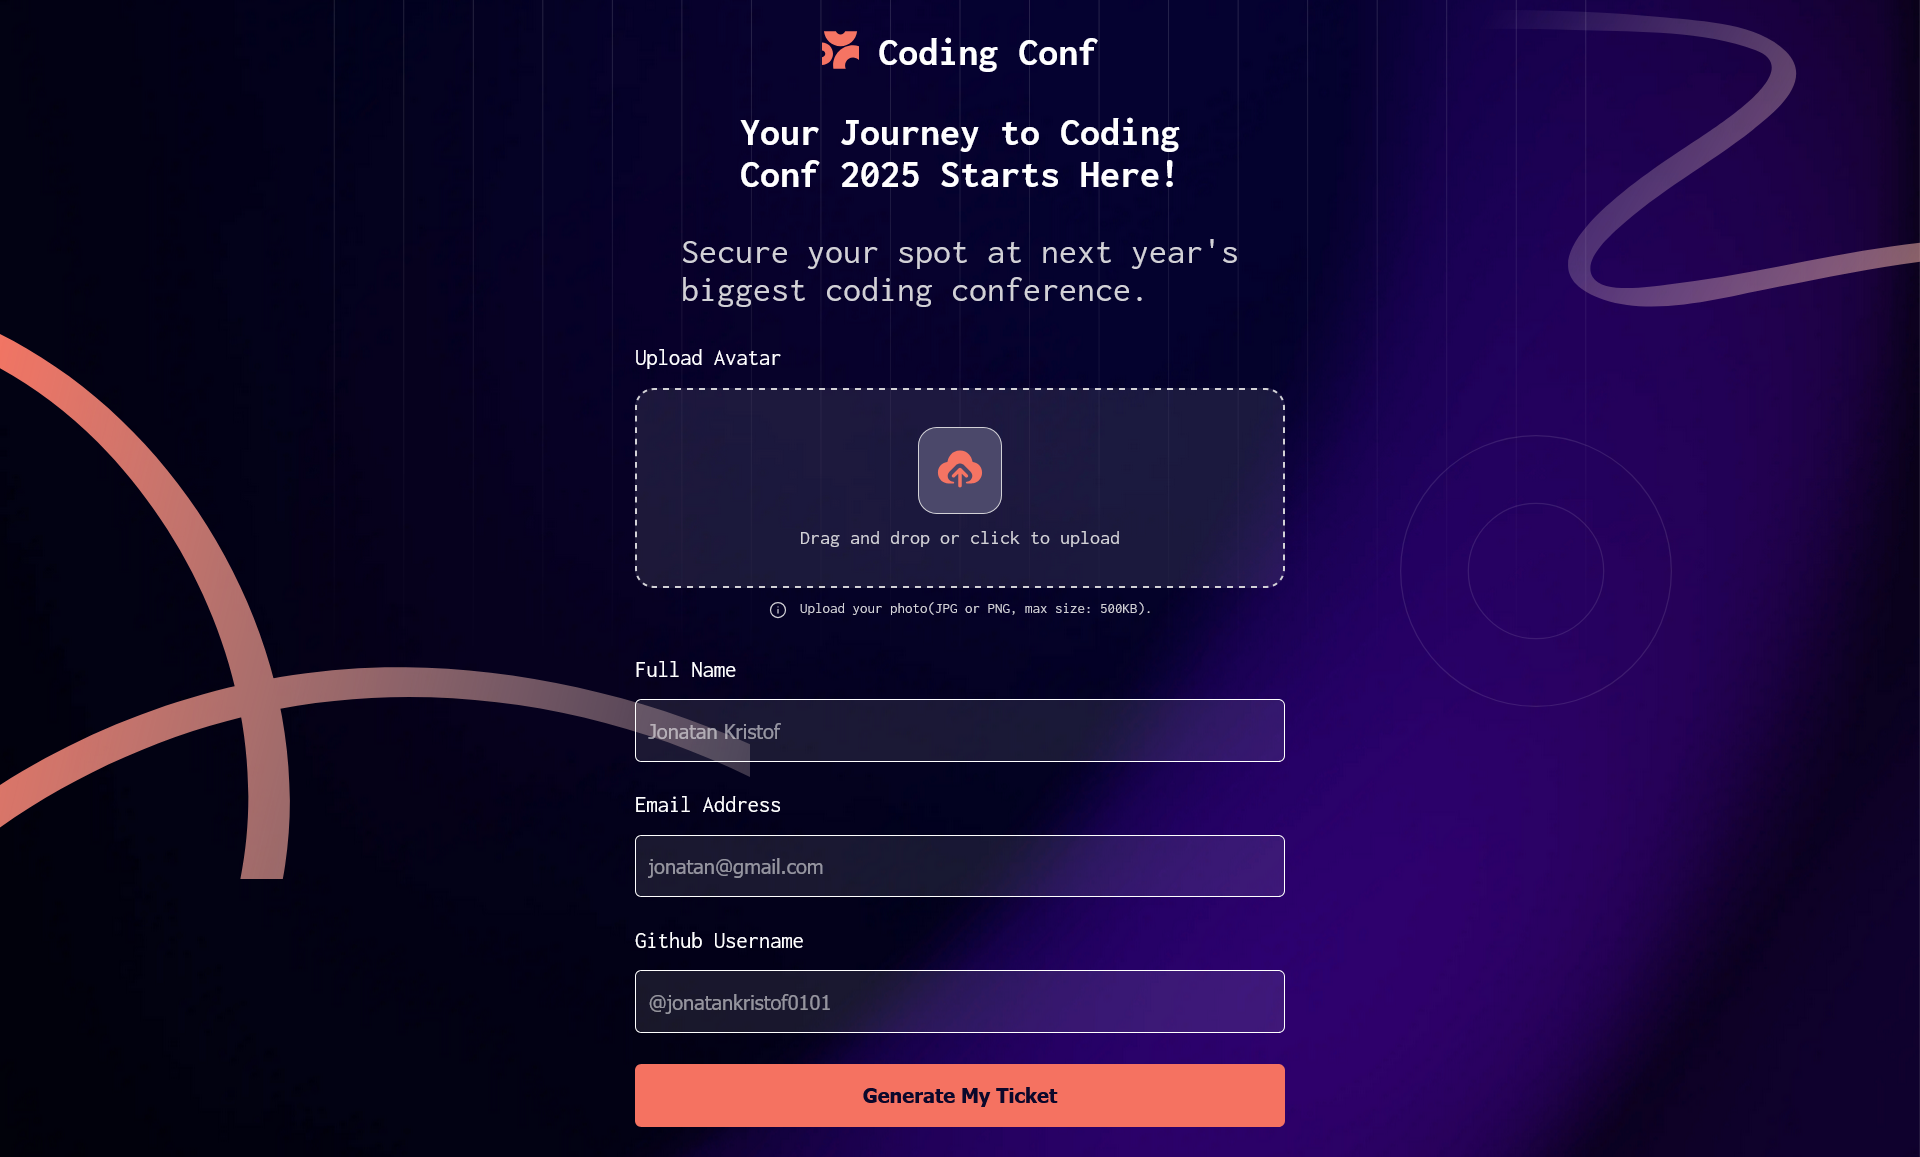 Coding Conf
Your Journey to Coding
Conf 2025 Starts Here!
Secure your spot at next year's
biggest coding conference.
Upload Avatar
Drag and drop or click to upload
Upload your photo(JPG or PNG, max size: 500KB).
Full Name
Jonatan Kristof
Email Address
jonatan@gmail.com
Github Username
@jonatankristof0101
Generate My Ticket